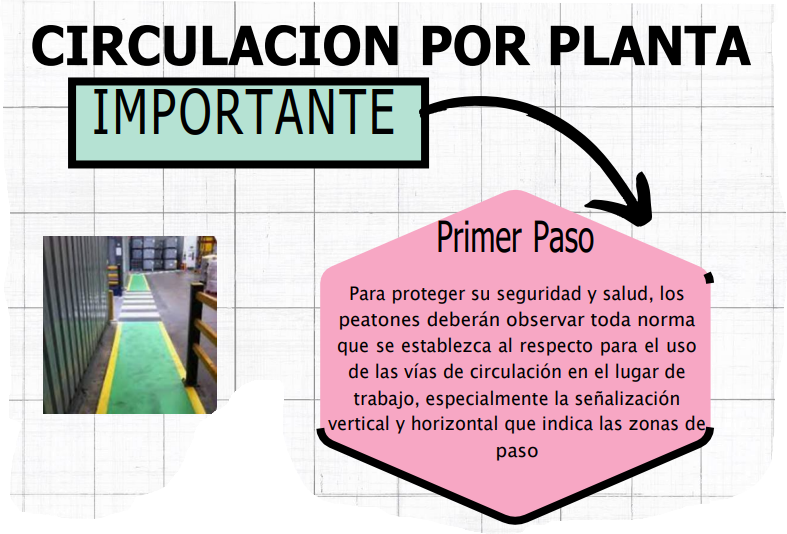 CIRCULACION POR PLANTA
IMPORTANTE
Primer Paso
Para proteger su seguridad y salud, los
peatones deberán observar toda norma
que se establezca al respecto para el uso
de las vías de circulación en el lugar de
trabajo, especialmente la señalización
vertical y horizontal que indica las zonas de
paso